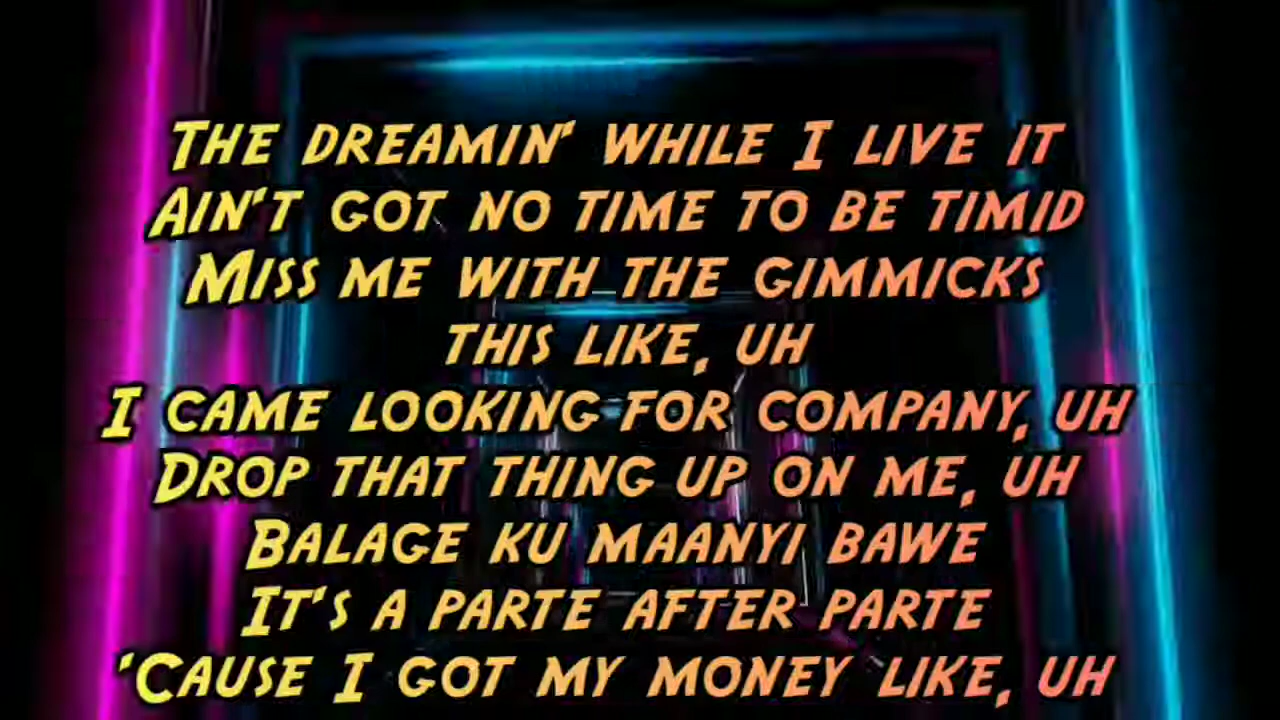 The dreamin' while I live it
Ain't got no time to be timid
Miss me with the gimmicks
this like, uh
I came looking for company, uh
Drop that thing up on me, uh
Balage ku maanyi bawe
It's a parte after parte
'Cause I got my money like, uh